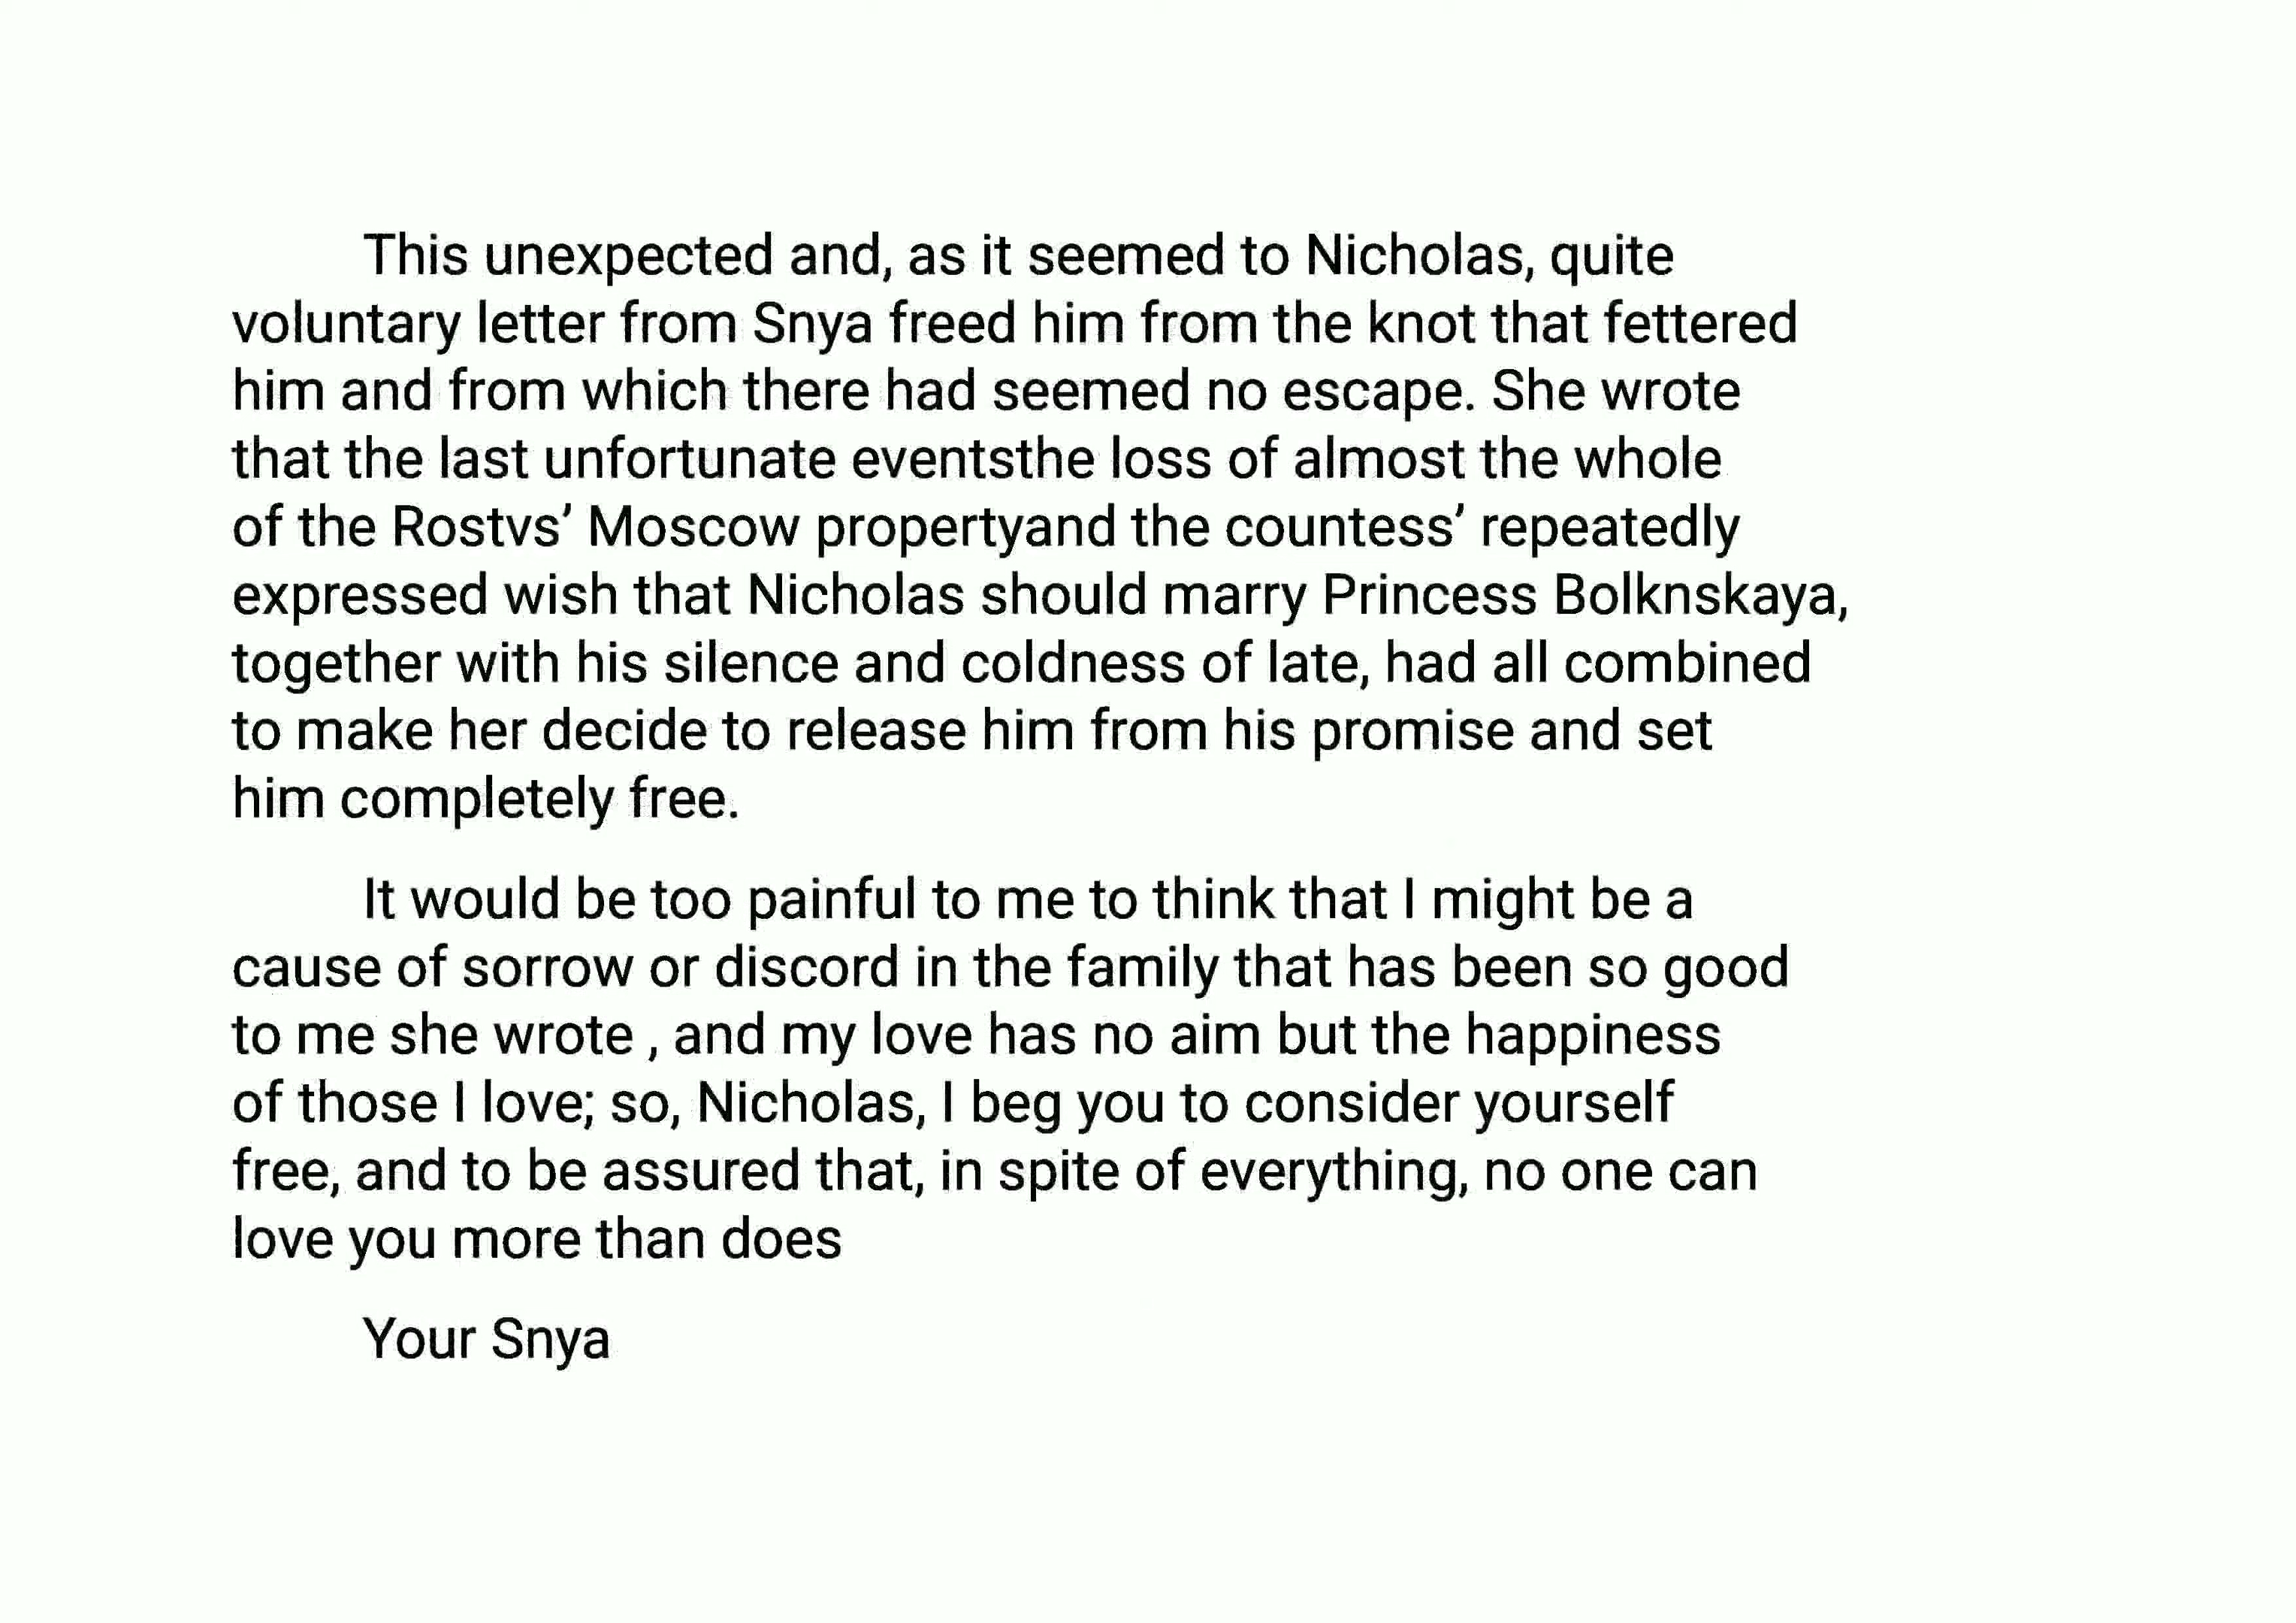 This unexpected and, as it seemed to Nicholas, quite
voluntary letter from Snya freed him from the knot that fettered
him and from which there had seemed no escape. She wrote
that the last unfortunate eventsthe loss of almost the whole
of the Rostvs’ Moscow propertyand the countess’ repeatedly
expressed wish that Nicholas should marry Princess Bolknskaya,
together with his silence and coldness of late, had all combined
to make her decide to release him from his promise and set
him completely free.
It would be too painful to me to think that I might be a
cause of sorrow or discord in the family that has been so good
to me she wrote , and my love has no aim but the happiness
of those I love; so, Nicholas, I beg you to consider yourself
free, and to be assured that, in spite of everything, no one can
love you more than does
Your Snya